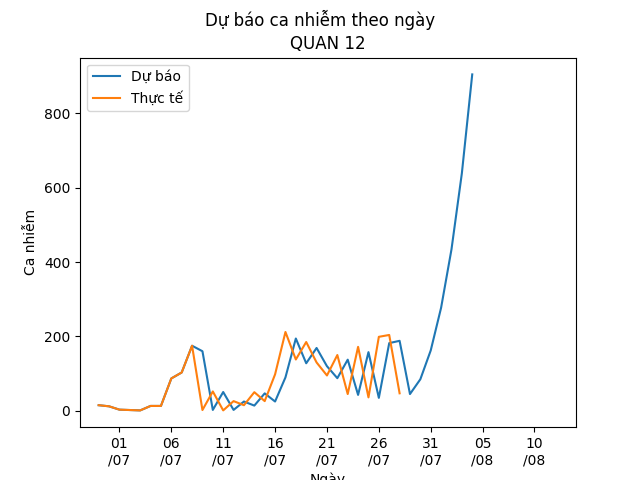 Dự báo ca nhiễm theo ngày
QUAN 12
Dự báo
Thực tế
Ca nhiễm
800
600
400
200
0
01 06 11 16 21 26 31 05 10
/07 /07 /07 /07 /07 /07 /07 /08 /08
Ngày